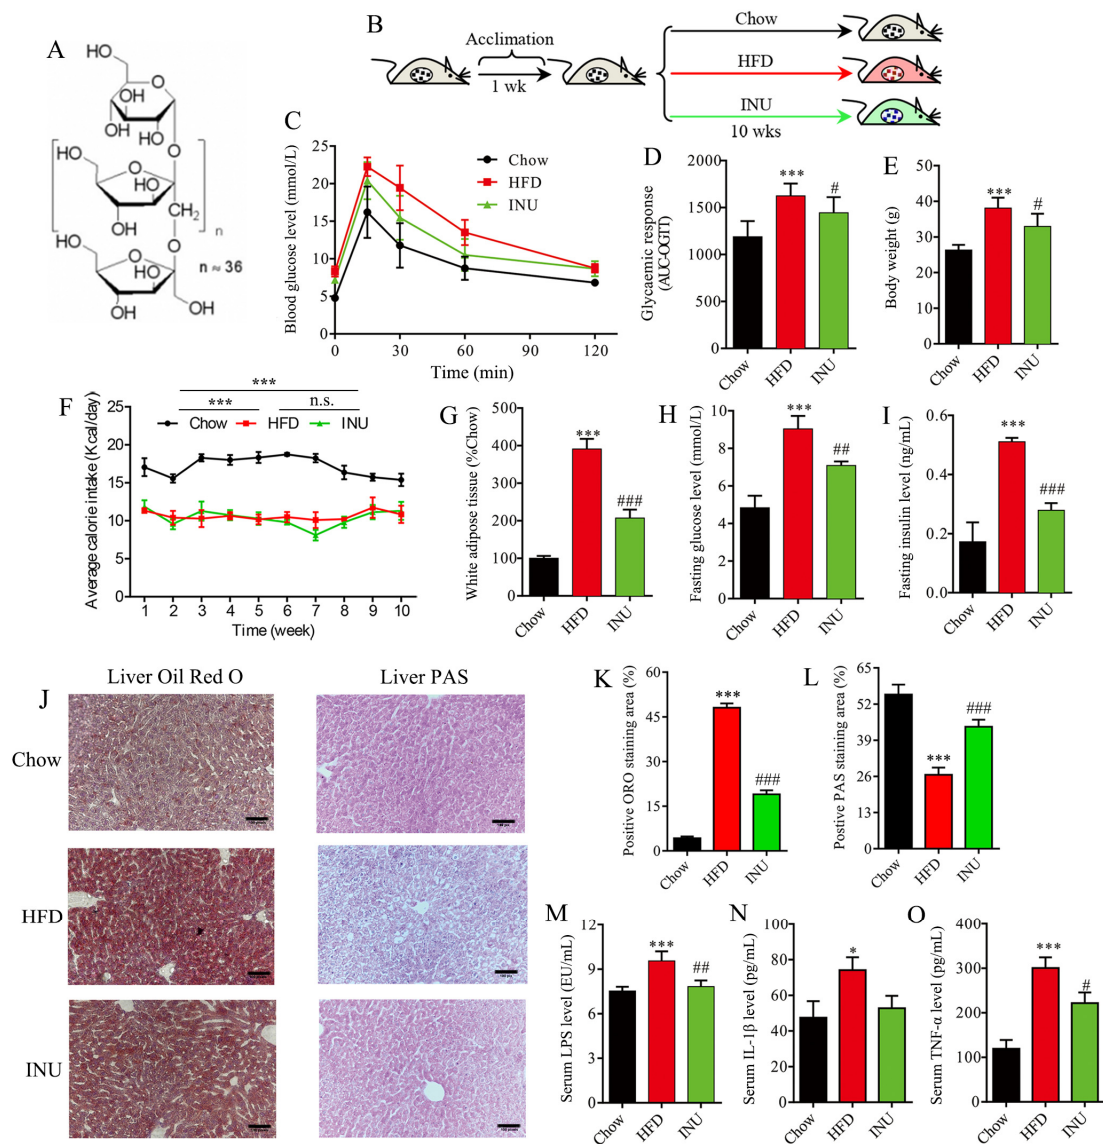 A
HO
O
HO
OH
OH
OH
O
HO
O
HO
HO
OH
CH2
n
O
HO
O
HO
OH
OH
n ≈ 36
B
Acclimation
1 wk
Chow
HFD
INU
10 wks
C
Blood glucose level (mmol/L)
25
20
15
10
5
0
Chow
HFD
INU
0 30 60 90 120
Time (min)
D
Glycaemic response
(AUC-OGTT)
2000
1500
1000
500
0
***
#
Chow HFD INU
E
Body weight (g)
50
40
30
20
10
0
***
#
Chow HFD INU
F
***
*** n.s.
Average calorie intake (Kcal/day)
25
20
15
10
5
0
Chow HFD INU
1 2 3 4 5 6 7 8 9 10
Time (week)
G
White adipose tissue (%Chow)
500
400
300
200
100
0
***
###
Chow HFD INU
H
Fasting glucose level (mmol/L)
10
8
6
4
2
0
***
##
Chow HFD INU
I
Fasting insulin level (ng/mL)
0.6
0.4
0.2
0.0
***
###
Chow HFD INU
J
Liver Oil Red O Liver PAS
Chow
HFD
INU
K
Positive ORO staining area (%)
60
45
30
15
0
***
###
Chow HFD INU
L
Postive PAS staining area (%)
65
52
39
26
13
0
***
###
Chow HFD INU
M
Serum LPS level (EU/mL)
12
9
6
3
0
***
##
Chow HFD INU
N
Serum IL-1β level (pg/mL)
100
80
60
40
20
0
*
Chow HFD INU
O
Serum TNF-α level (pg/mL)
400
300
200
100
0
***
#
Chow HFD INU